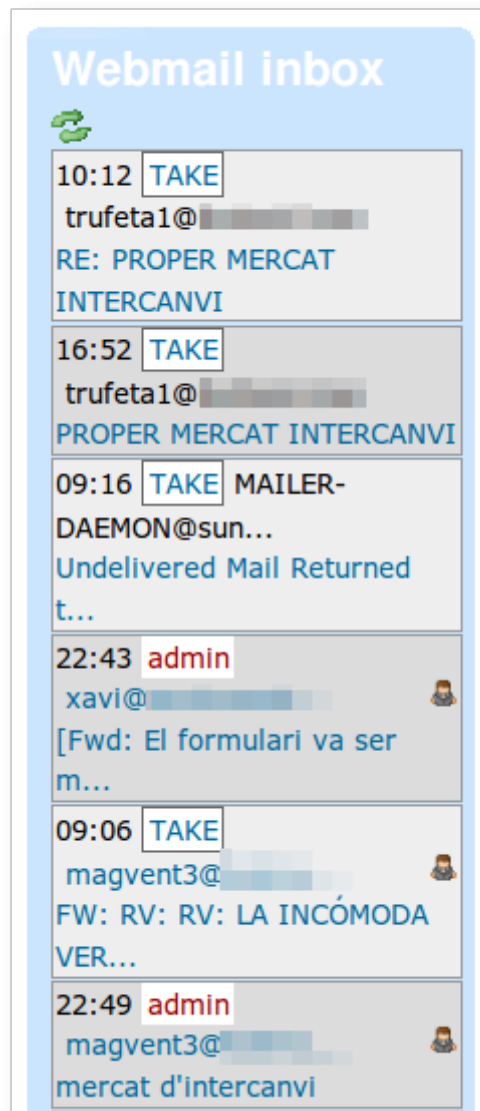 Webmail inbox
10:12 TAKE
trufeta1@
RE: PROPER MERCAT
INTERCANVI
16:52 TAKE
trufeta1@
PROPER MERCAT INTERCANVI
09:16 TAKE MAILER-
DAEMON@sun...
Undelivered Mail Returned
t...
22:43 admin
xavi@
[Fwd: El formulari va ser
m...
09:06 TAKE
magvent3@
FW: RV: RV: LA INCÓMODA
VER...
22:49 admin
magvent3@
mercat d'intercanvi